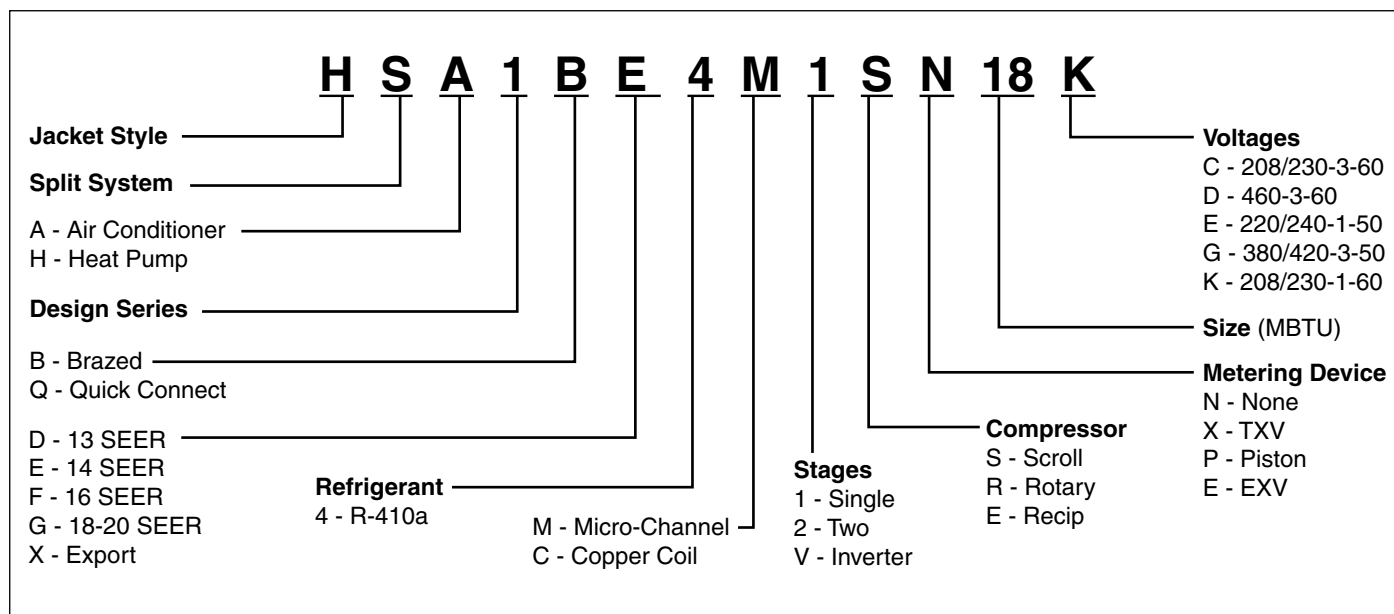 H S A 1 B E 4 M 1 S N 18 K
Jacket Style
Split System
A - Air Conditioner
H - Heat Pump
Design Series
B - Brazed
Q - Quick Connect
D - 13 SEER
E - 14 SEER
F - 16 SEER
G - 18-20 SEER
X - Export
Refrigerant
4 - R-410a
M - Micro-Channel
C - Copper Coil
Stages
1 - Single
2 - Two
V - Inverter
Compressor
S - Scroll
R - Rotary
E - Recip
Voltages
C - 208/230-3-60
D - 460-3-60
E - 220/240-1-50
G - 380/420-3-50
K - 208/230-1-60
Size (MBTU)
Metering Device
N - None
X - TXV
P - Piston
E - EXV